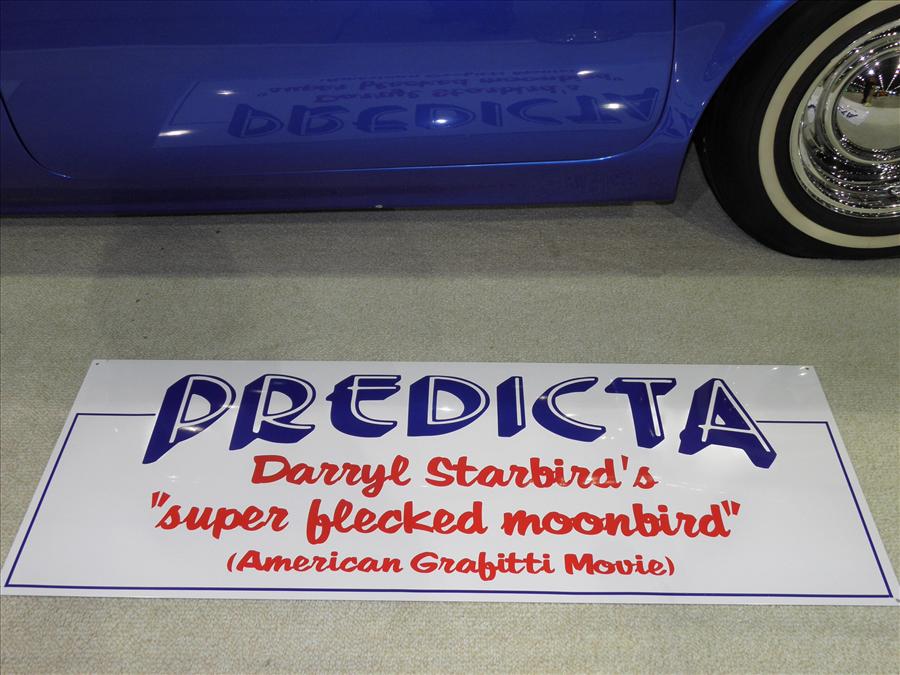 PREDICTA
Darryl Starbird's
"super flecked moonbird"
(American Grafitti Movie)